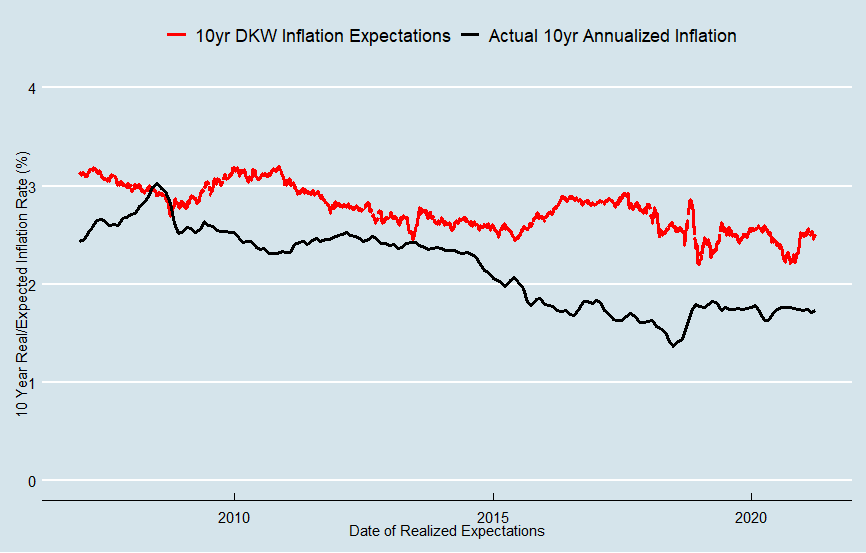 10yr DKW Inflation Expectations Actual 10yr Annualized Inflation
4
3
2
1
0
10 Year Real/Expected Inflation Rate (%)
2010 2015 2020
Date of Realized Expectations